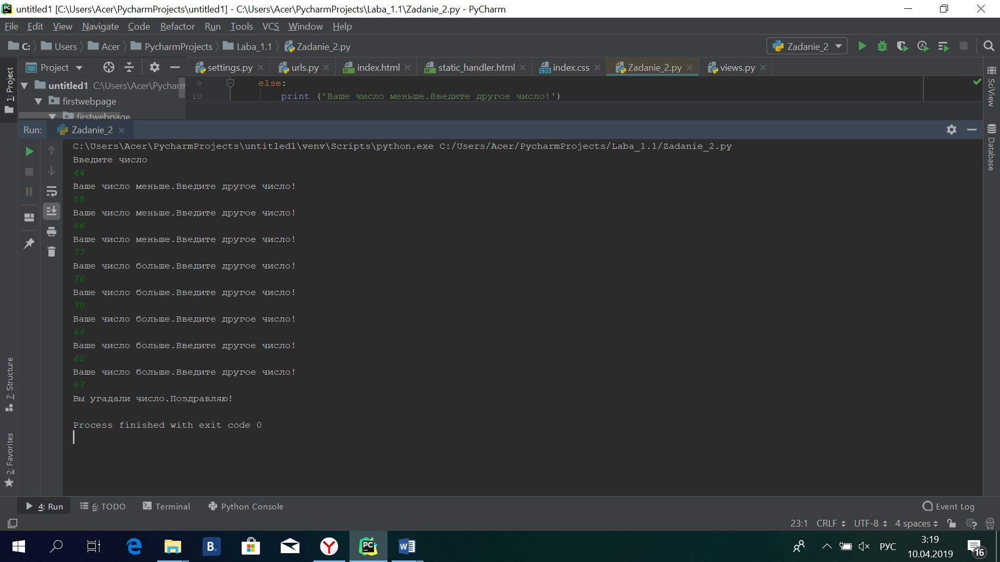 untitled1 [C:\Users\Acer\PycharmProjects\untitled1] - C:\Users\Acer\PycharmProjects\Laba_1.1\Zadanie_2.py - PyCharm
File Edit View Navigate Code Refactor Run Tools VCS Window Help
C: Users Acer PycharmProjects Laba_1.1 Zadanie_2.py Zadanie_2
Project settings.py urls.py index.html static_handler.html index.css Zadanie_2.py views.py
untitled1 C:\Users\Acer\Pycharm
firstwebpage
firstwebpage
9 else:
10 print ('Ваше число меньше.Введите другое число!')
Run: Zadanie_2
C:\Users\Acer\PycharmProjects\untitled1\venv\Scripts\python.exe C:/Users/Acer/PycharmProjects/Laba_1.1/Zadanie_2.py
Введите число
44
Ваше число меньше.Введите другое число!
55
Ваше число меньше.Введите другое число!
66
Ваше число меньше.Введите другое число!
77
Ваше число больше.Введите другое число!
76
Ваше число больше.Введите другое число!
70
Ваше число больше.Введите другое число!
69
Ваше число больше.Введите другое число!
68
Ваше число больше.Введите другое число!
67
Вы угадали число.Поздравляю!
Process finished with exit code 0
1: Project
7: Structure
2: Favorites
SciView
Database
4: Run 6: TODO Terminal Python Console Event Log
23:1 CRLF UTF-8 4 spaces
РУС
3:19
10.04.2019
16